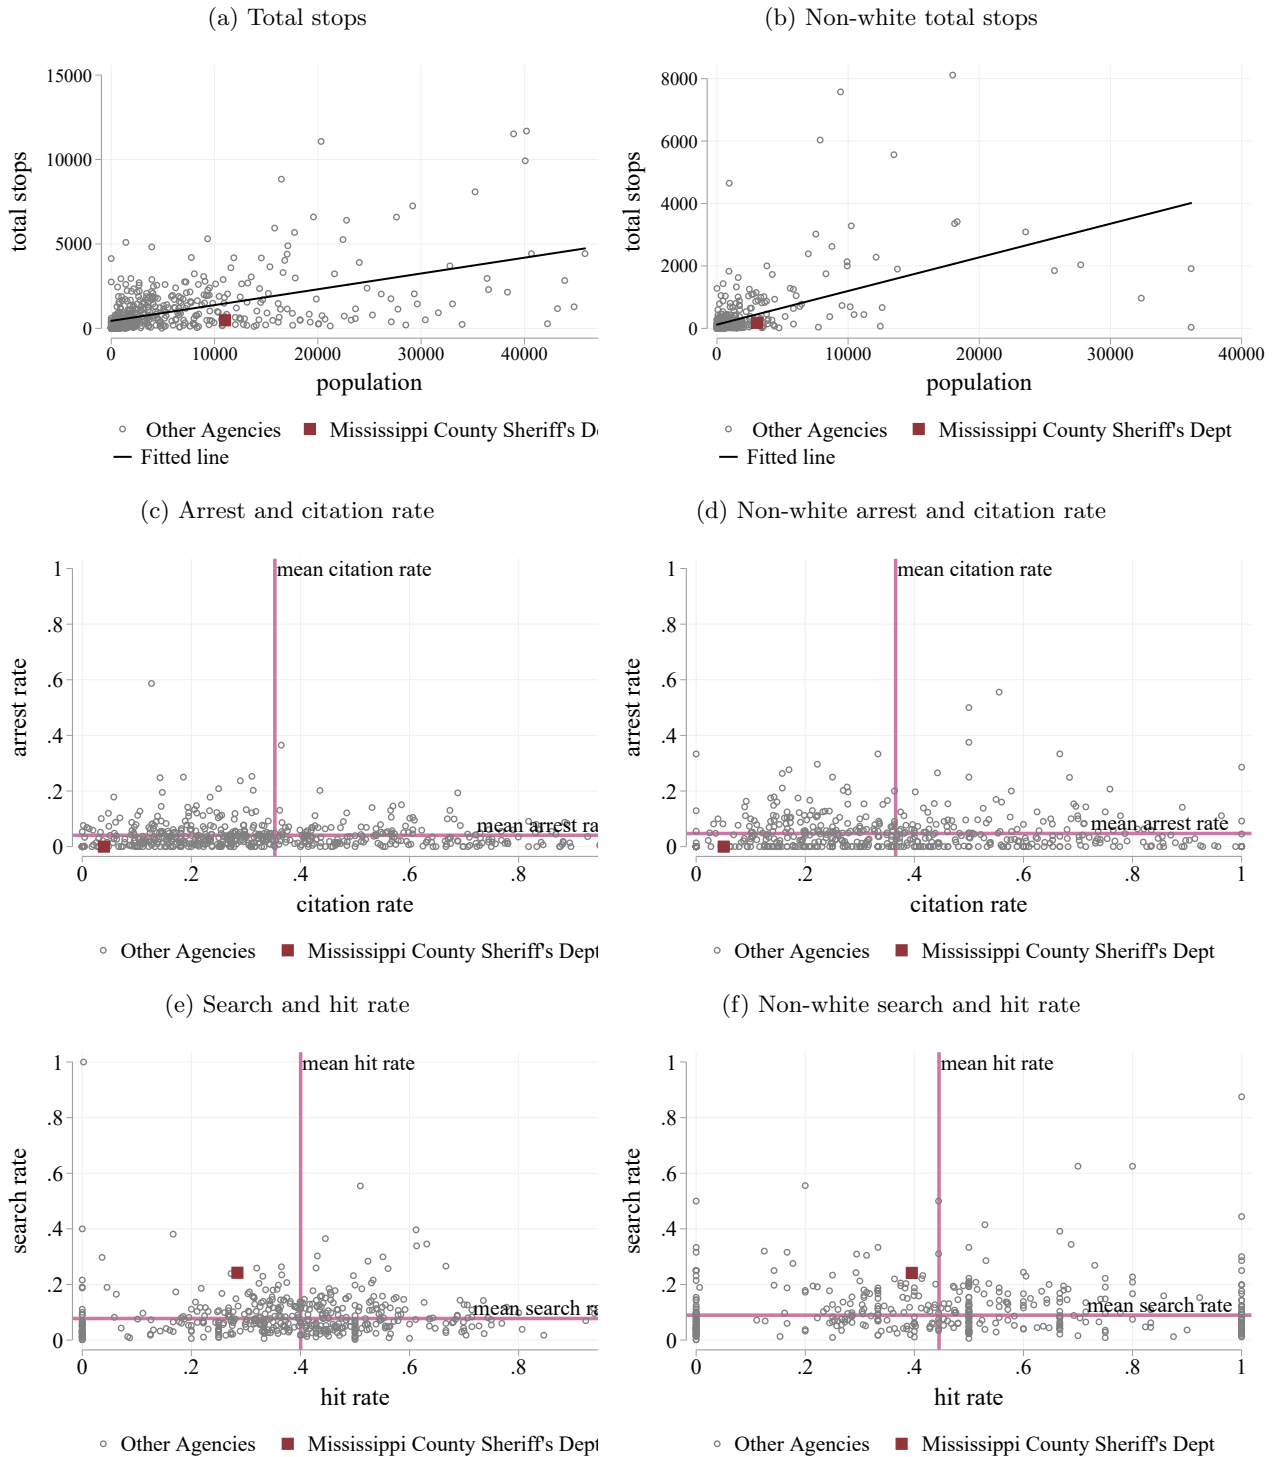 (a) Total stops
(b) Non-white total stops
15000
10000
5000
0
total stops
0 10000 20000 30000 40000
population
Other Agencies Mississippi County Sheriff's De
Fitted line
8000
6000
4000
2000
0
total stops
0 10000 20000 30000 40000
population
Other Agencies Mississippi County Sheriff's Dept
Fitted line
(c) Arrest and citation rate
(d) Non-white arrest and citation rate
1
.8
.6
.4
.2
0
arrest rate
mean citation rate
mean arrest ra
0 .2 .4 .6 .8
citation rate
Other Agencies Mississippi County Sheriff's Dept
1
.8
.6
.4
.2
0
arrest rate
mean citation rate
mean arrest rate
0 .2 .4 .6 .8 1
citation rate
Other Agencies Mississippi County Sheriff's Dept
(e) Search and hit rate
(f) Non-white search and hit rate
1
.8
.6
.4
.2
0
search rate
mean hit rate
mean search ra
0 .2 .4 .6 .8
hit rate
Other Agencies Mississippi County Sheriff's Dept
1
.8
.6
.4
.2
0
search rate
mean hit rate
mean search rate
0 .2 .4 .6 .8 1
hit rate
Other Agencies Mississippi County Sheriff's Dept